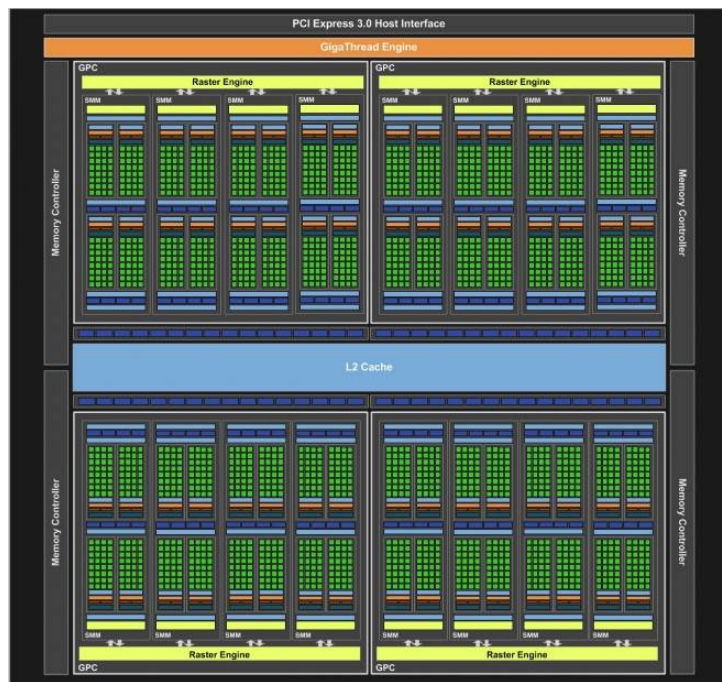 PCI Express 3.0 Host Interface
GigaThread Engine
GPC
GPC
Raster Engine
Raster Engine
SMM
SMM
SMM
SMM
SMM
SMM
SMM
SMM
Memory Controller
Memory Controller
L2 Cache
Memory Controller
Memory Controller
SMM
SMM
SMM
SMM
SMM
SMM
SMM
SMM
Raster Engine
Raster Engine
GPC
GPC